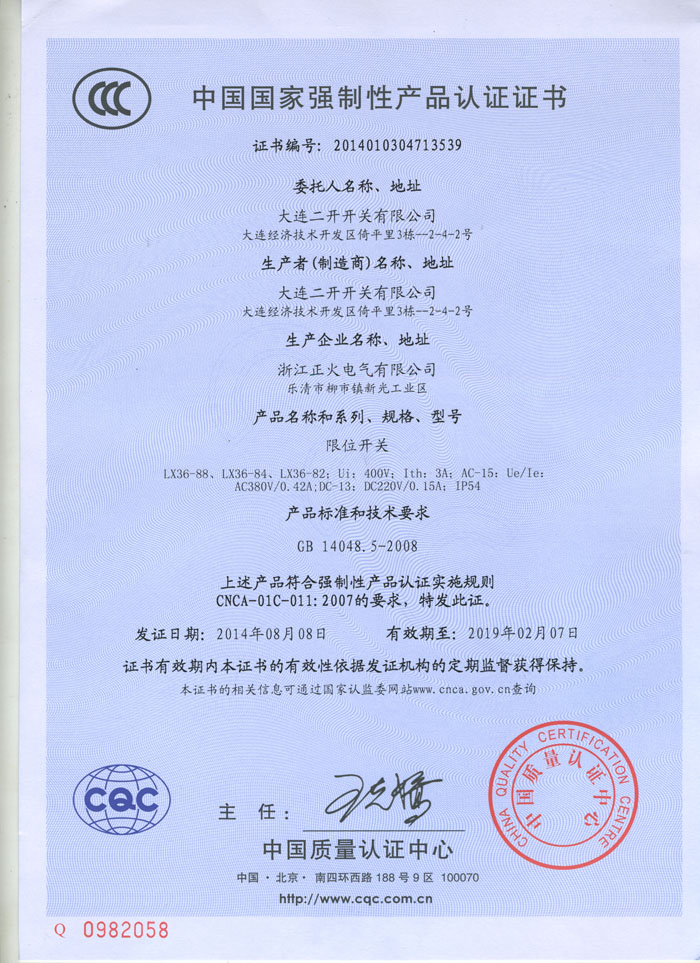 CCC
中国国家强制性产品认证证书
证书编号: 2014010304713539
委托人名称、地址
大连二开开关有限公司
大连经济技术开发区倚平里3栋--2-4-2号
生产者(制造商)名称、地址
大连二开开关有限公司
大连经济技术开发区倚平里3栋--2-4-2号
生产企业名称、地址
浙江正火电气有限公司
乐清市柳市镇新光工业区
产品名称和系列、规格、型号
限位开关
LX36-88、LX36-84、LX36-82; Ui: 400V; Ith: 3A; AC-15: Ue/Ie:
AC380V/0.42A;DC-13: DC220V/0.15A; IP54
产品标准和技术要求
GB 14048.5-2008
上述产品符合强制性产品认证实施规则
CNCA-01C-011:2007的要求, 特发此证。
发证日期: 2014年08月08日 有效期至: 2019年02月07日
证书有效期内本证书的有效性依据发证机构的定期监督获得保持。
本证书的相关信息可通过国家认监委网站www.cnca.gov.cn查询
CQC
主 任:
CHINA QUALITY CERTIFICATION CENTRE
中国质量认证中心
中国质量认证中心
中国·北京·南四环西路188号9区 100070
http://www.cqc.com.cn
Q 0982058